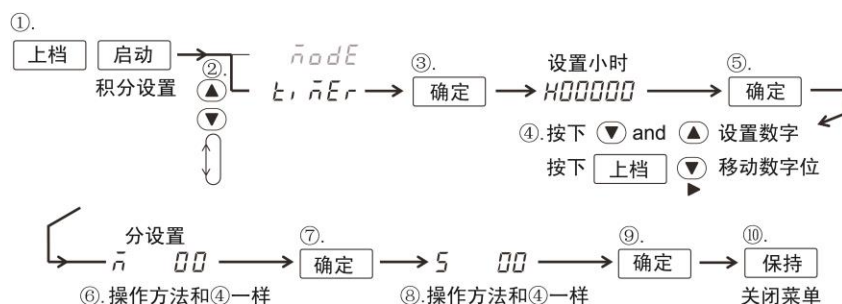 ①.
上档 启动 积分设置
②.
▲
▼
modE
timEr
③.
确定
设置小时
H00000
④.按下 ▼ and ▲ 设置数字
按下 上档 ▼ 移动数字位
⑤.
确定
分设置
m 00
⑥.操作方法和④一样
⑦.
确定
S 00
⑧.操作方法和④一样
⑨.
确定
⑩.
保持
关闭菜单